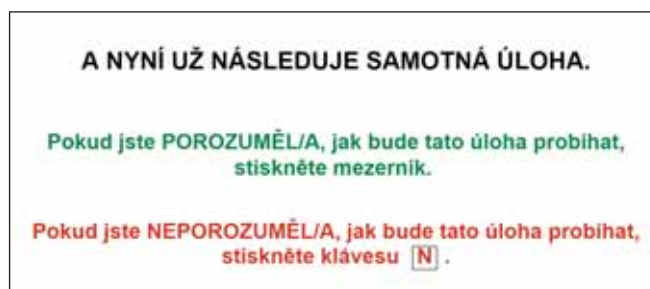 A NYNÍ UŽ NÁSLEDUJE SAMOTNÁ ÚLOHA.
Pokud jste POROZUMĚL/A, jak bude tato úloha probíhat,
stiskněte mezerník.
Pokud jste NEPOROZUMĚL/A, jak bude tato úloha probíhat,
stiskněte klávesu N .